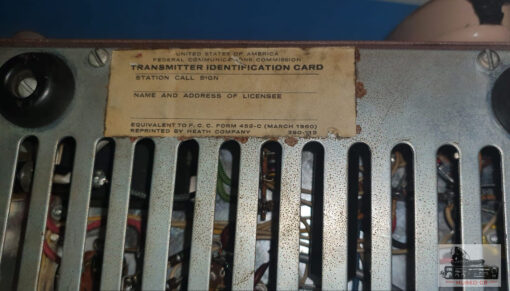 UNITED STATES OF AMERICA
FEDERAL COMMUNICATIONS COMMISSION
TRANSMITTER IDENTIFICATION CARD
STATION CALL SIGN
NAME AND ADDRESS OF LICENSEE
EQUIVALENT TO F.C.C. FORM 452-C (MARCH 1960)
REPRINTED BY HEATH COMPANY